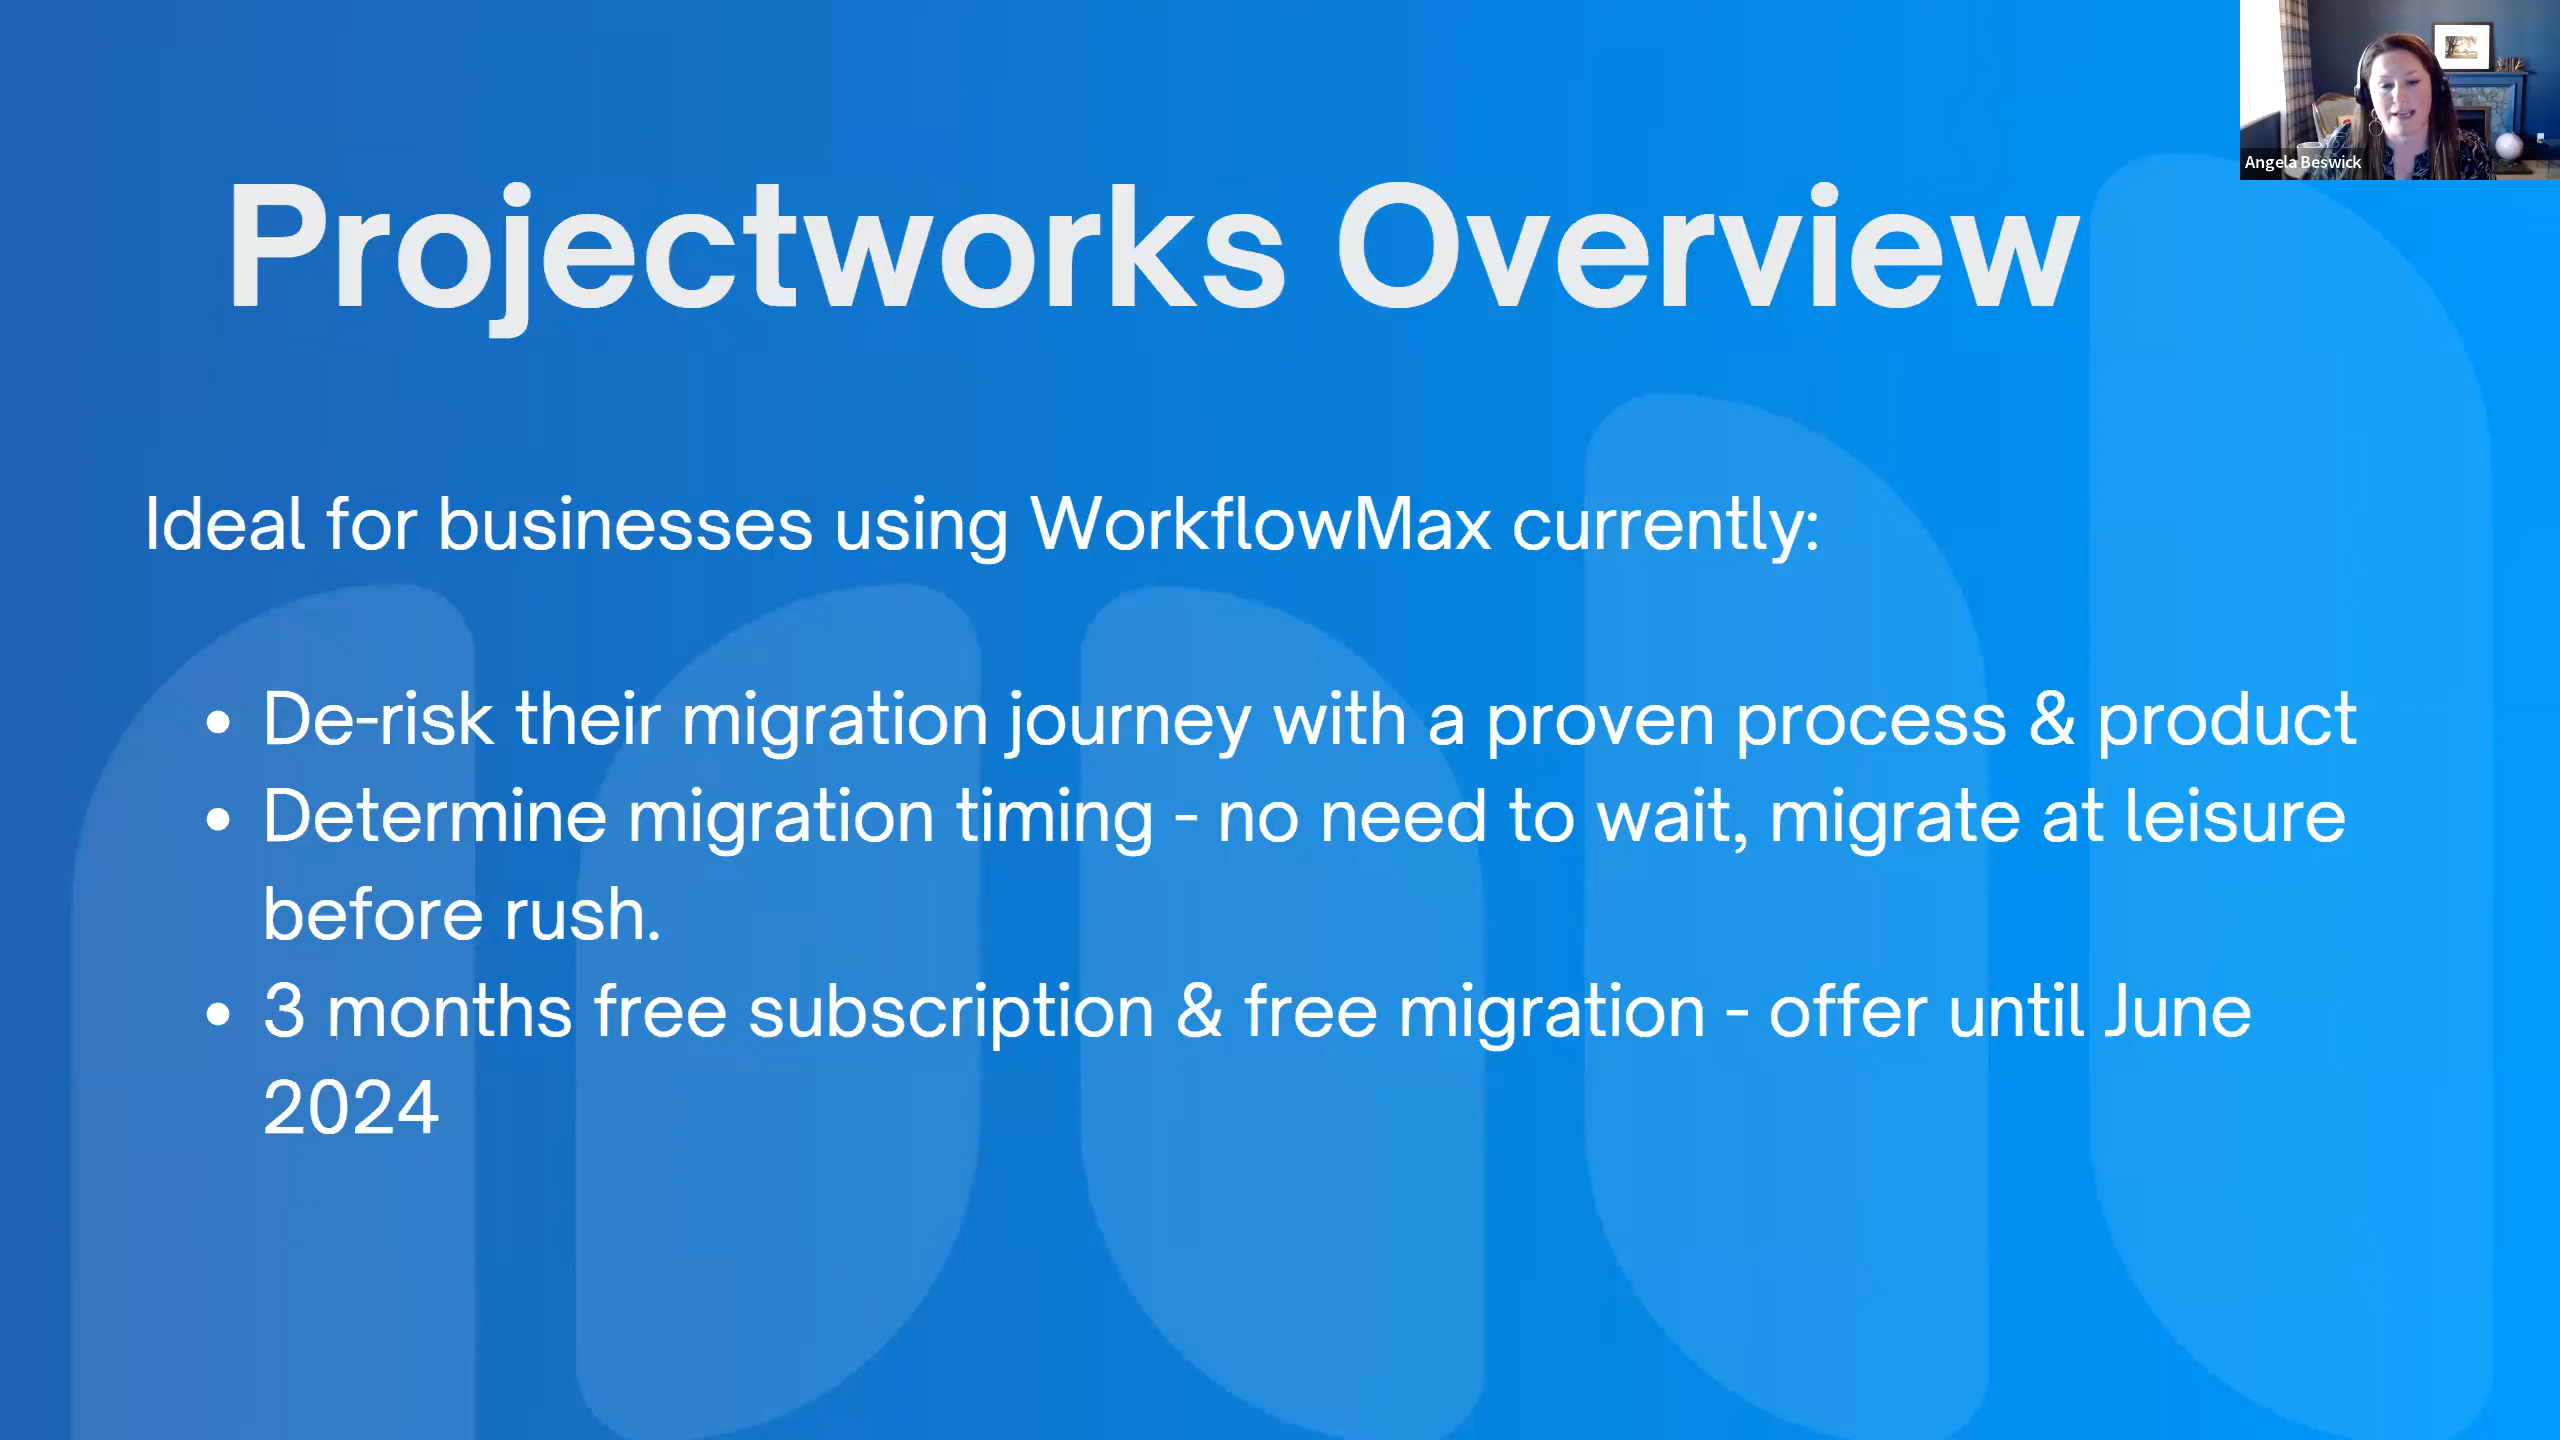 Angela Beswick
Projectworks Overview
Ideal for businesses using WorkflowMax currently:
• De-risk their migration journey with a proven process & product
• Determine migration timing - no need to wait, migrate at leisure
before rush.
• 3 months free subscription & free migration - offer until June
2024